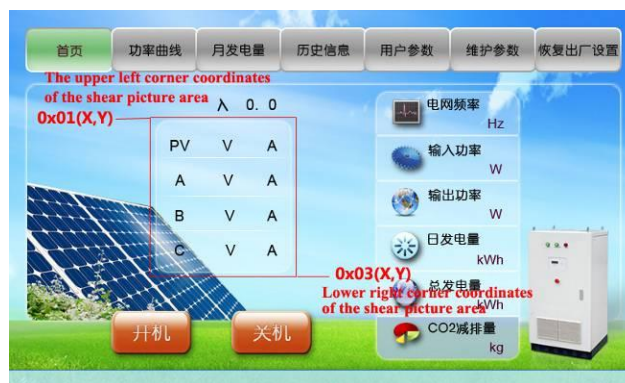 首页 功率曲线 月发电量 历史信息 用户参数 维护参数 恢复出厂设置
The upper left corner coordinates
of the shear picture area
0x01(X,Y)
λ 0. 0
PV V A
A V A
B V A
C V A
电网频率
Hz
输入功率
W
输出功率
W
日发电量
kWh
总发电量
kWh
CO2减排量
kg
0x03(X,Y)
Lower right corner coordinates
of the shear picture area
开机 关机